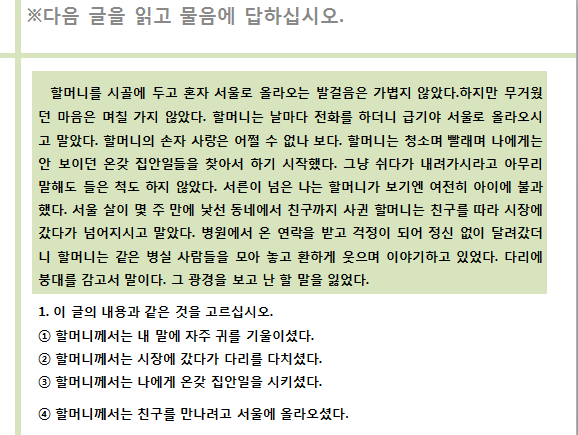 ※다음 글을 읽고 물음에 답하십시오.
할머니를 시골에 두고 혼자 서울로 올라오는 발걸음은 가볍지 않았다.하지만 무거웠
던 마음은 며칠 가지 않았다. 할머니는 날마다 전화를 하더니 급기야 서울로 올라오시
고 말았다. 할머니의 손자 사랑은 어쩔 수 없나 보다. 할머니는 청소며 빨래며 나에게는
안 보이던 온갖 집안일들을 찾아서 하기 시작했다. 그냥 쉬다가 내려가시라고 아무리
말해도 들은 척도 하지 않았다. 서른이 넘은 나는 할머니가 보기엔 여전히 아이에 불과
했다. 서울 살이 몇 주 만에 낯선 동네에서 친구까지 사귄 할머니는 친구를 따라 시장에
갔다가 넘어지시고 말았다. 병원에서 온 연락을 받고 걱정이 되어 정신 없이 달려갔더
니 할머니는 같은 병실 사람들을 모아 놓고 환하게 웃으며 이야기하고 있었다. 다리에
붕대를 감고서 말이다. 그 광경을 보고 난 할 말을 잃었다.
1. 이 글의 내용과 같은 것을 고르십시오.
① 할머니께서는 내 말에 자주 귀를 기울이셨다.
② 할머니께서는 시장에 갔다가 다리를 다치셨다.
③ 할머니께서는 나에게 온갖 집안일을 시키셨다.
④ 할머니께서는 친구를 만나려고 서울에 올라오셨다.